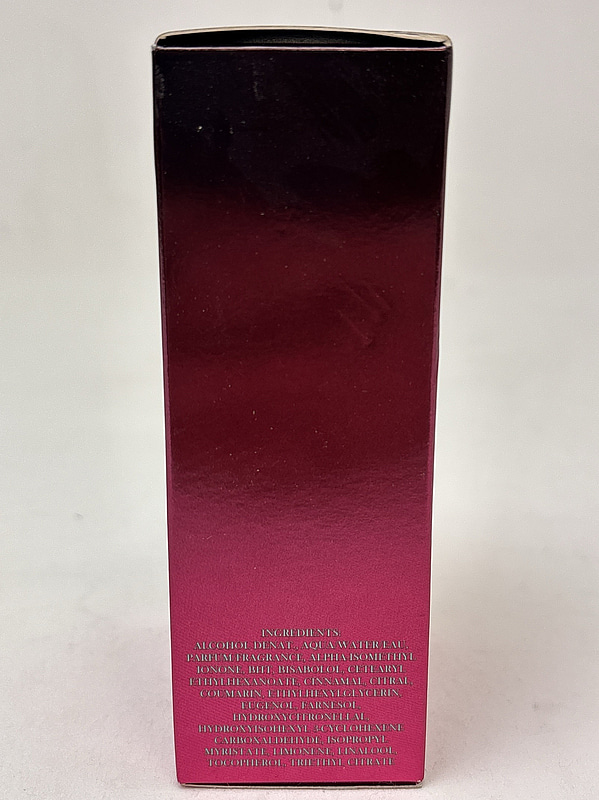 INGREDIENTS:
ALCOHOL DENAT., AQUA/WATER/EAU,
PARFUM/FRAGRANCE, ALPHA-ISOMETHYL
IONONE, BHT, BISABOLOL, CETEARYL
ETHYLHEXANOATE, CINNAMAL, CITRAL,
COUMARIN, ETHYLHEXYLGLYCERIN,
EUGENOL, FARNESOL,
HYDROXYCITRONELLAL,
HYDROXYISOHEXYL 3-CYCLOHEXENE
CARBOXALDEHYDE, ISOPROPYL
MYRISTATE, LIMONENE, LINALOOL,
TOCOPHEROL, TRIETHYL CITRATE